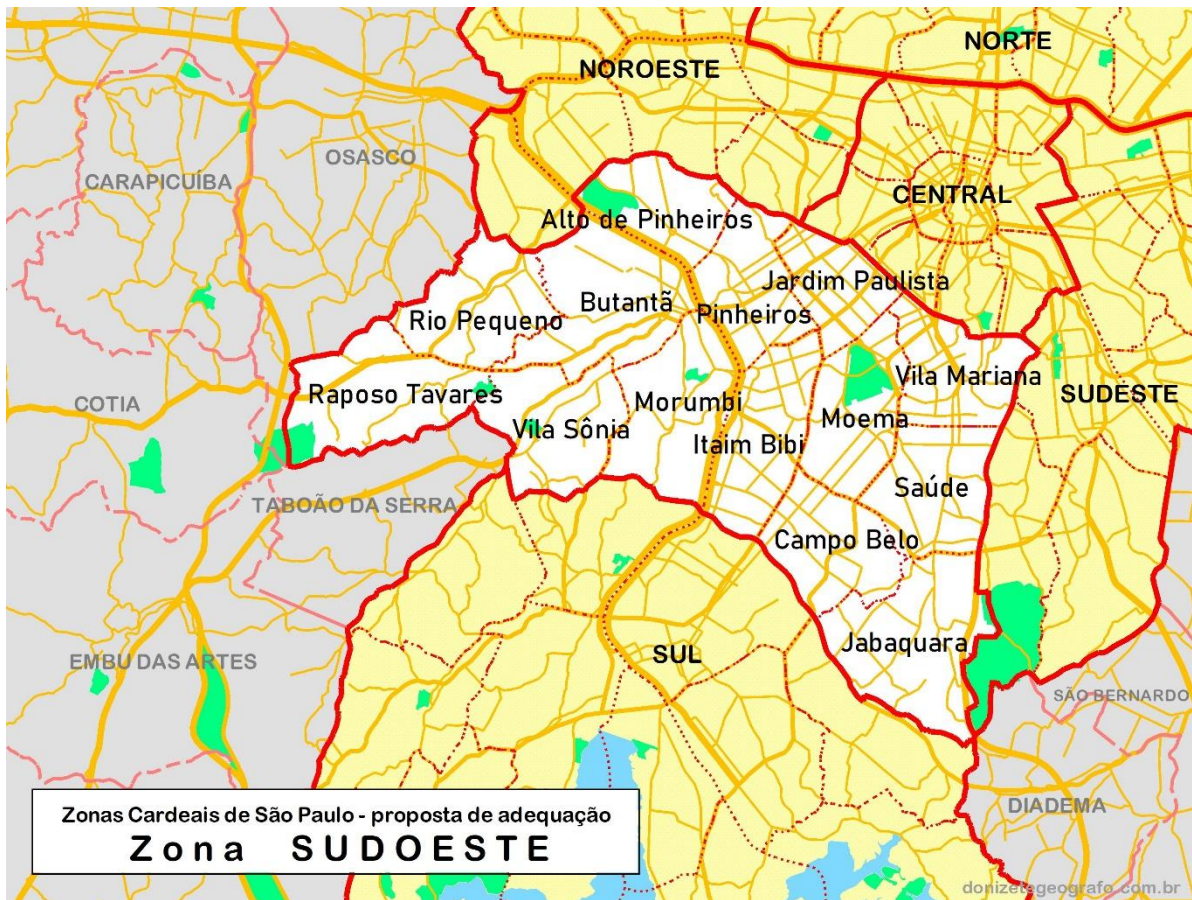 NORTE
NOROESTE
OSASCO
CARAPICUÍBA
CENTRAL
Alto de Pinheiros
Jardim Paulista
Butantã
Pinheiros
Rio Pequeno
Vila Mariana
Raposo Tavares
SUDESTE
COTIA
Morumbi
Moema
Vila Sônia
Itaim Bibi
Saúde
TABOÃO DA SERRA
Campo Belo
Jabaquara
SUL
EMBU DAS ARTES
SÃO BERNARDO
DIADEMA
Zonas Cardeais de São Paulo - proposta de adequação
Zona SUDOESTE
donizetegeografo.com.br